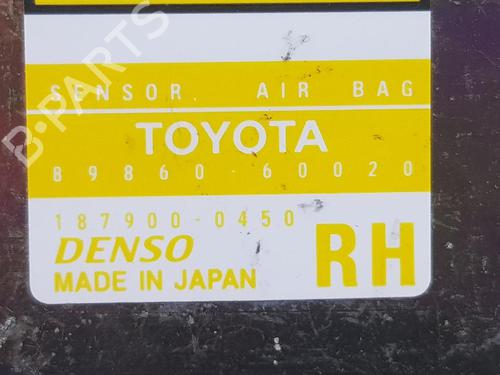 SENSOR. AIR BAG
TOYOTA
89860-60020
187900-0450
DENSO
RH
MADE IN JAPAN
B-PARTS